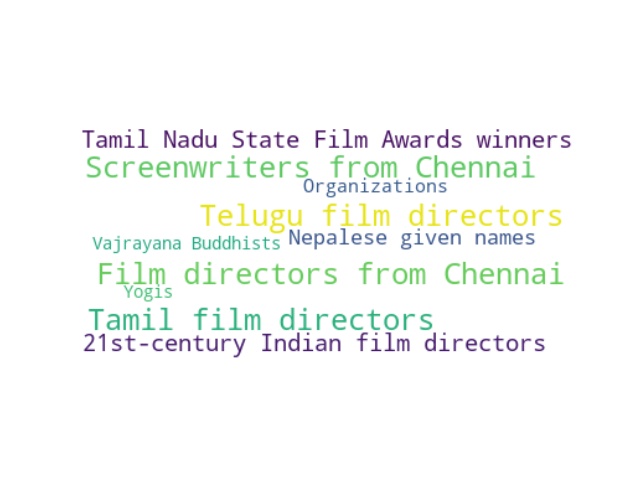 Tamil Nadu State Film Awards winners
Screenwriters from Chennai
Organizations
Telugu film directors
Vajrayana Buddhists
Nepalese given names
Film directors from Chennai
Yogis
Tamil film directors
21st-century Indian film directors